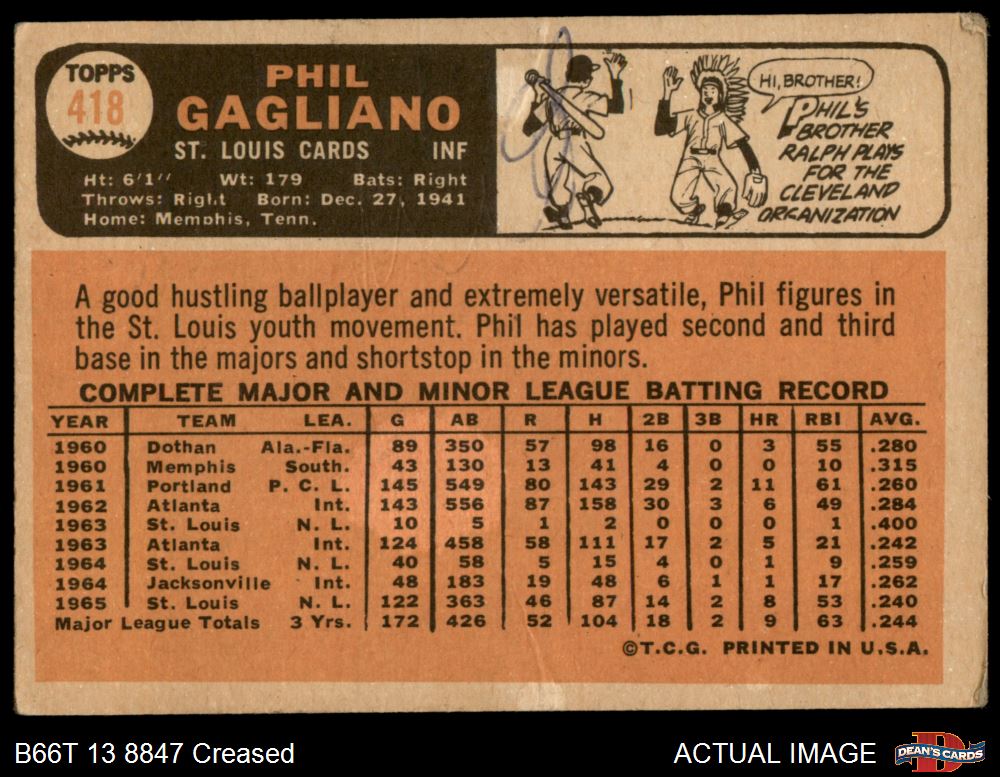 TOPPS
418
PHIL
GAGLIANO
ST. LOUIS CARDS INF
Ht: 6'1" Wt: 179 Bats: Right
Throws: Right Born: Dec. 27, 1941
Home: Memphis, Tenn.
HI, BROTHER!
PHIL'S
BROTHER
RALPH PLAYS
FOR THE
CLEVELAND
ORGANIZATION
A good hustling ballplayer and extremely versatile, Phil figures in
the St. Louis youth movement. Phil has played second and third
base in the majors and shortstop in the minors.
COMPLETE MAJOR AND MINOR LEAGUE BATTING RECORD
YEAR TEAM LEA. G AB R H 2B 3B HR RBI AVG.
1960 Dothan Ala.-Fla. 89 350 57 98 16 0 3 55 .280
1960 Memphis South. 43 130 13 41 4 0 0 10 .315
1961 Portland P. C. L. 145 549 80 143 29 2 11 61 .260
1962 Atlanta Int. 143 556 87 158 30 3 6 49 .284
1963 St. Louis N. L. 10 5 1 2 0 0 0 1 .400
1963 Atlanta Int. 124 458 58 111 17 2 5 21 .242
1964 St. Louis N. L. 40 58 5 15 4 0 1 9 .259
1964 Jacksonville Int. 48 183 19 48 6 1 1 17 .262
1965 St. Louis N. L. 122 363 46 87 14 2 8 53 .240
Major League Totals 3 Yrs. 172 426 52 104 18 2 9 63 .244
©T.C.G. PRINTED IN U.S.A.
B66T 13 8847 Creased
ACTUAL IMAGE
DEAN'S CARDS